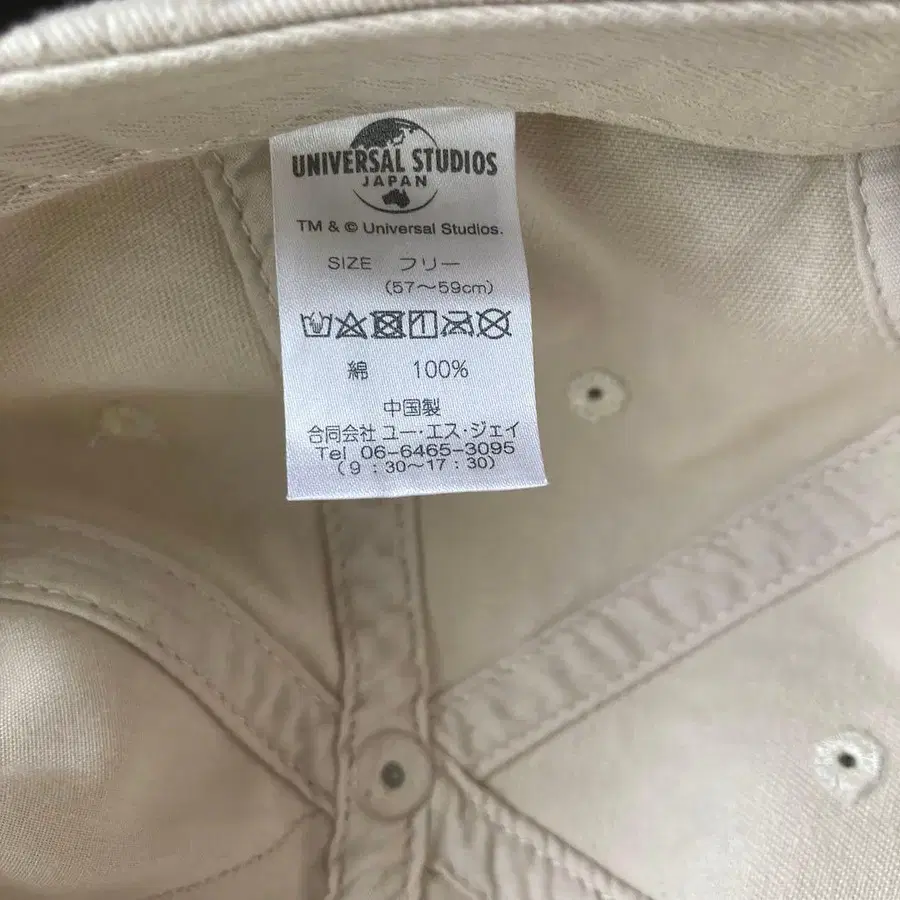 UNIVERSAL STUDIOS
JAPAN
TM & © Universal Studios.
SIZE フリー
(57～59cm)
綿 100%
中国製
合同会社 ユー・エス・ジェイ
Tel 06-6465-3095
(9:30～17:30)